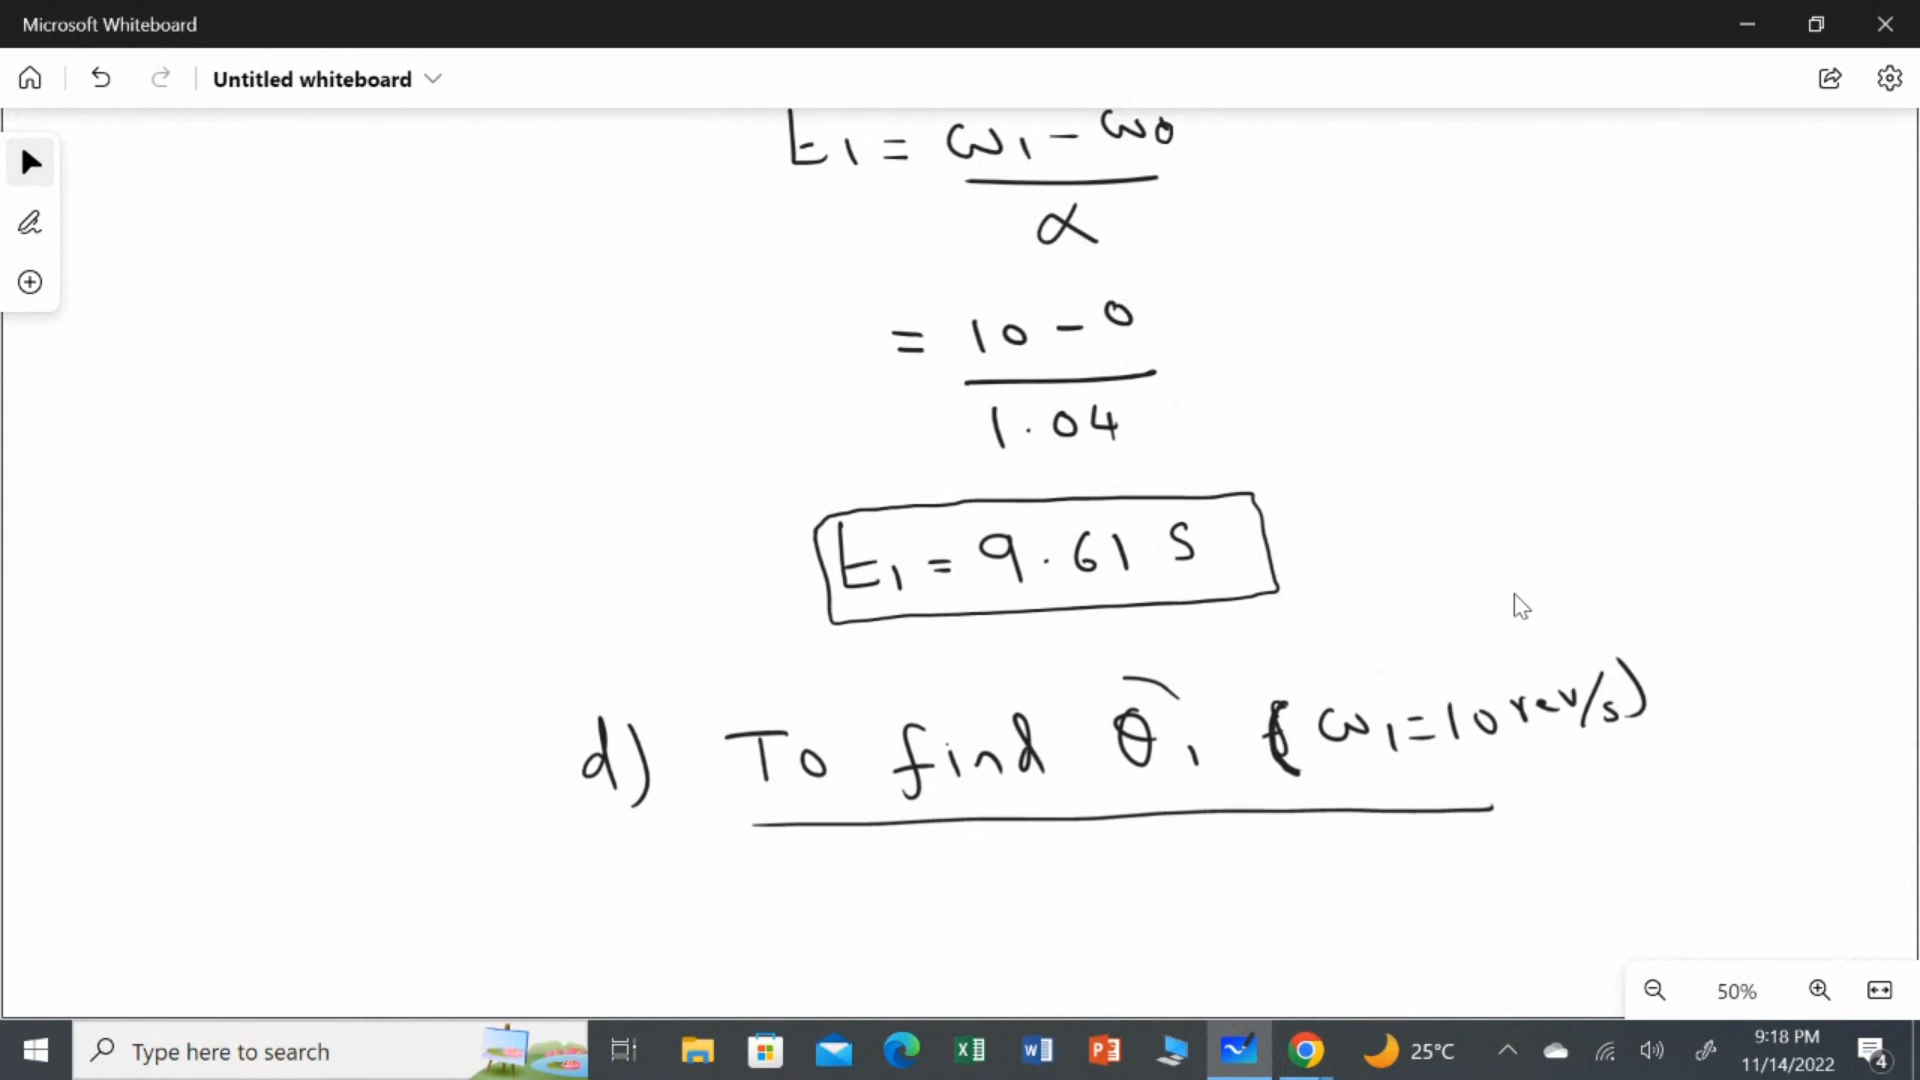 Microsoft Whiteboard
Untitled whiteboard
t1 = ω1 - ω0
α
= 10 - 0
1.04
t1 = 9.61 s
d) To find θ1 (ω1=10rev/s)
50%
Type here to search
25°C
9:18 PM
11/14/2022
4